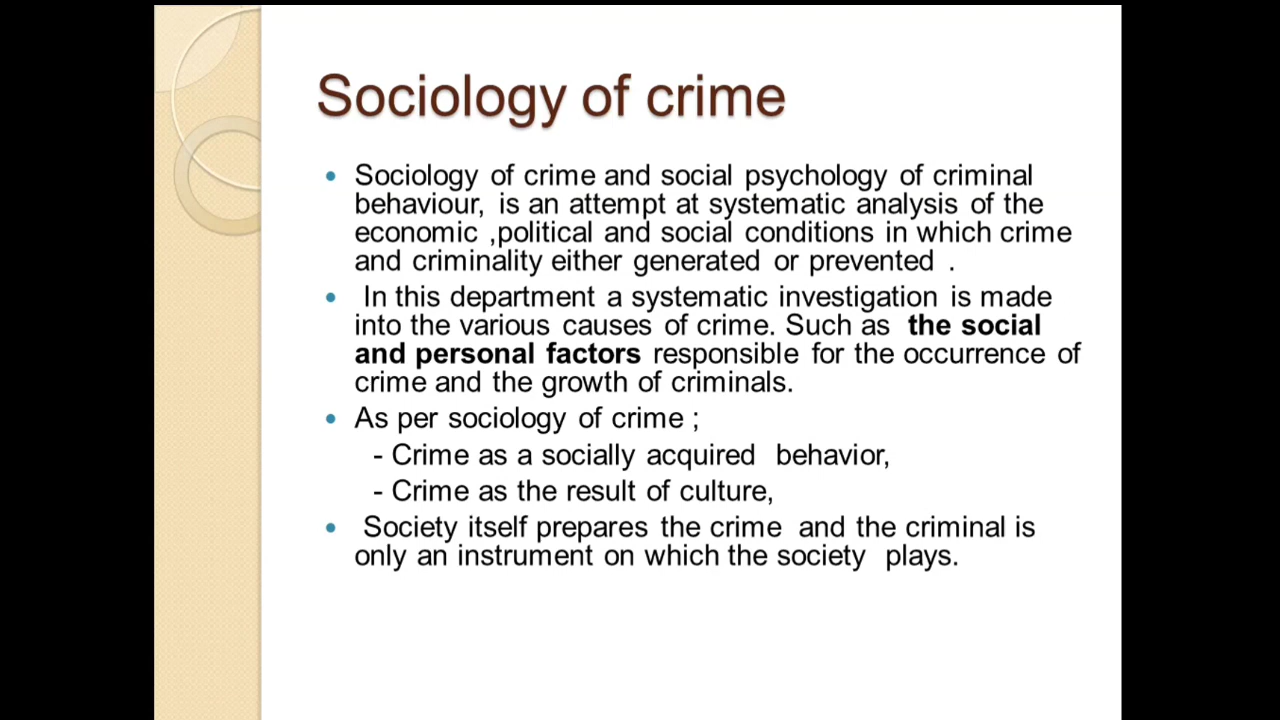 Sociology of crime
• Sociology of crime and social psychology of criminal
behaviour, is an attempt at systematic analysis of the
economic ,political and social conditions in which crime
and criminality either generated or prevented .
• In this department a systematic investigation is made
into the various causes of crime. Such as the social
and personal factors responsible for the occurrence of
crime and the growth of criminals.
• As per sociology of crime ;
- Crime as a socially acquired behavior,
- Crime as the result of culture,
• Society itself prepares the crime and the criminal is
only an instrument on which the society plays.